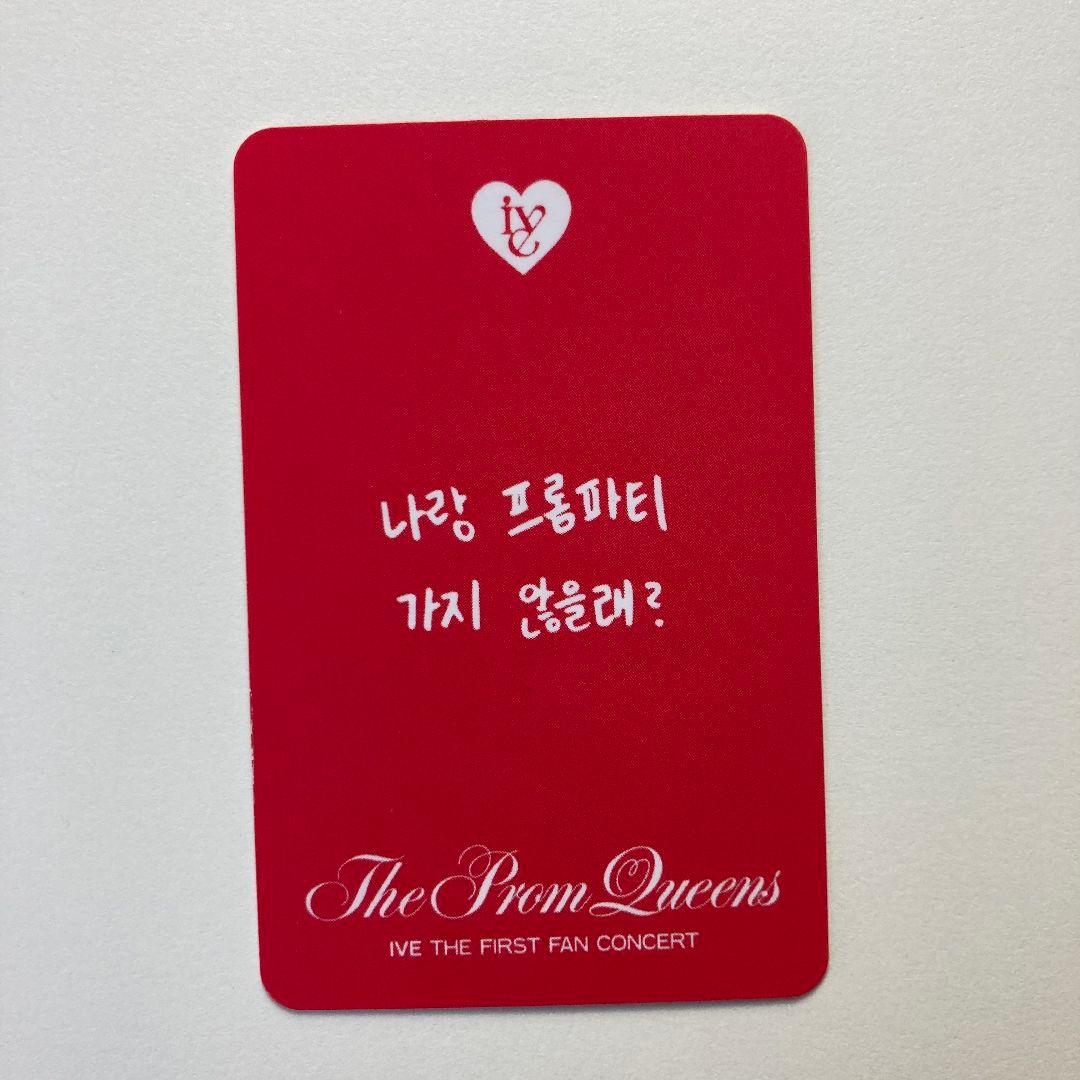 ive
나랑 프롬파티
가지 않을래?
The Prom Queens
IVE THE FIRST FAN CONCERT